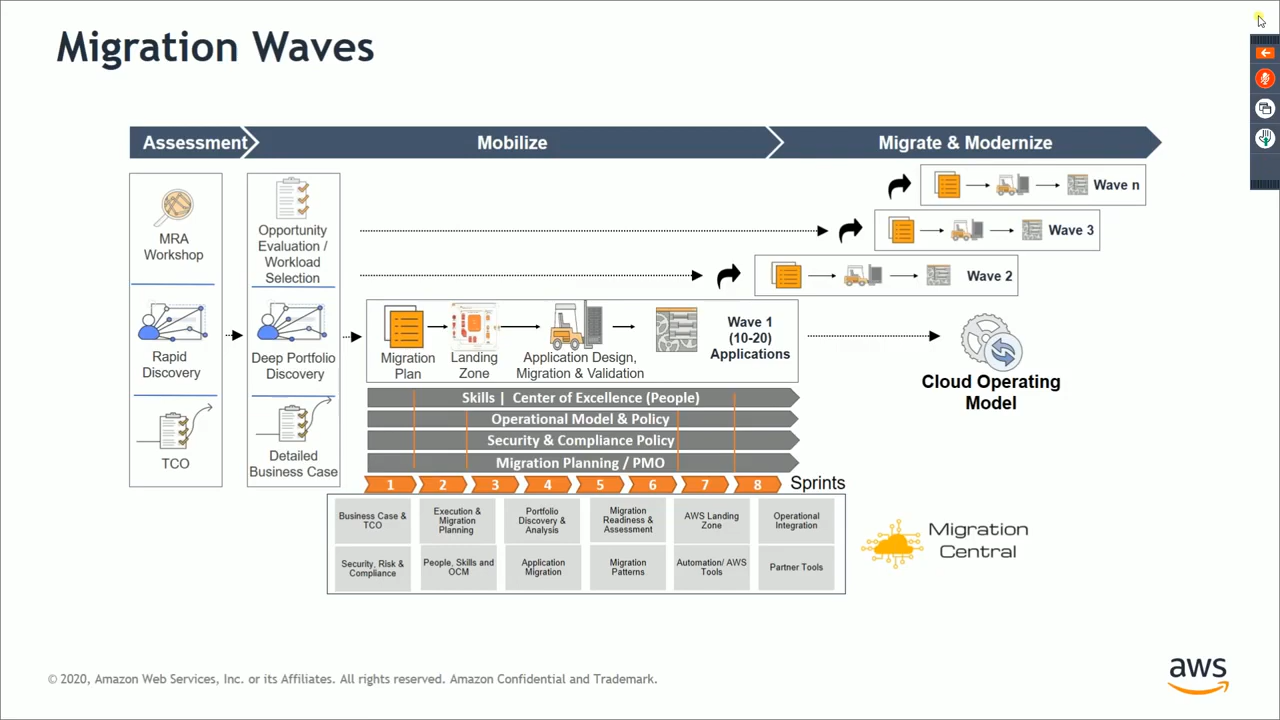 Migration Waves
Assessment
Mobilize
Migrate & Modernize
MRA
Workshop
Rapid
Discovery
TCO
Opportunity
Evaluation /
Workload
Selection
Deep Portfolio
Discovery
Detailed
Business Case
Wave n
Wave 3
Wave 2
Migration
Plan
Landing
Zone
Application Design,
Migration & Validation
Wave 1
(10-20)
Applications
Cloud Operating
Model
Skills | Center of Excellence (People)
Operational Model & Policy
Security & Compliance Policy
Migration Planning / PMO
1 2 3 4 5 6 7 8 Sprints
Business Case &
TCO
Execution &
Migration
Planning
Portfolio
Discovery &
Analysis
Migration
Readiness &
Assessment
AWS Landing
Zone
Operational
Integration
Security, Risk &
Compliance
People, Skills and
OCM
Application
Migration
Migration
Patterns
Automation/ AWS
Tools
Partner Tools
Migration
Central
© 2020, Amazon Web Services, Inc. or its Affiliates. All rights reserved. Amazon Confidential and Trademark.
aws